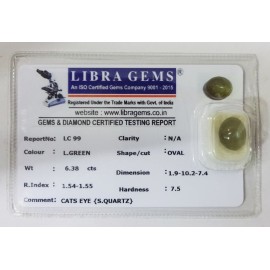 LIBRA GEMS®
An ISO Certified Gems Company 9001 - 2015
Registered Under the Trade Marks with Govt. of India
website : www.libragems.co.in
GEMS & DIAMOND CERTIFIED TESTING REPORT
ReportNo: LC 99 Clarity : N/A
Colour : L.GREEN Shape/cut : OVAL
Wt : 6.38 cts Dimension : 1.9-10.2-7.4
R.Index : 1.54-1.55 Hardness : 7.5
Comment : CATS EYE (S.QUARTZ)